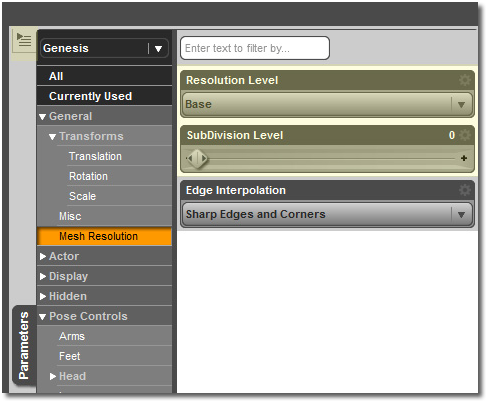 Genesis
All
Currently Used
General
Transforms
Translation
Rotation
Scale
Misc
Mesh Resolution
Actor
Display
Hidden
Pose Controls
Arms
Feet
Head
Parameters
Enter text to filter by...
Resolution Level
Base
SubDivision Level 0
Edge Interpolation
Sharp Edges and Corners